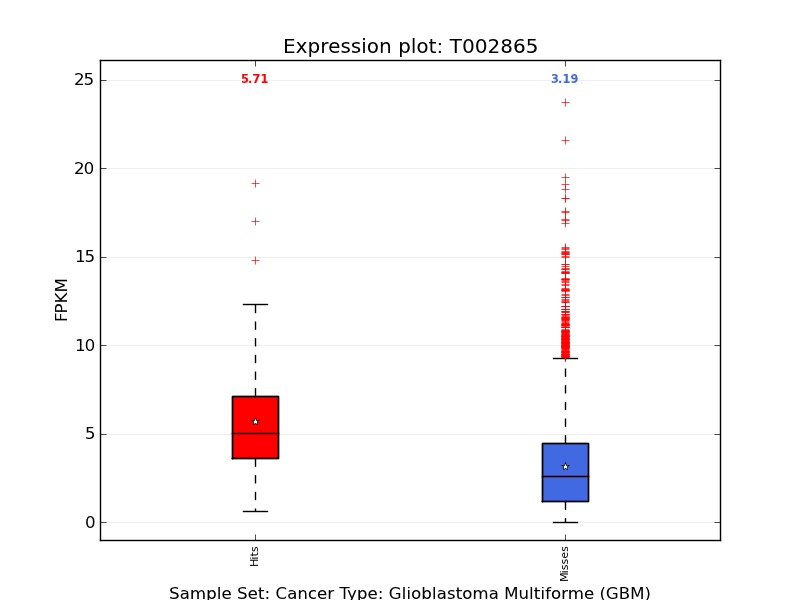 Expression plot: T002865
25
5.71
3.19
20
15
10
5
0
FPKM
Hits
Misses
Sample Set: Cancer Type: Glioblastoma Multiforme (GBM)